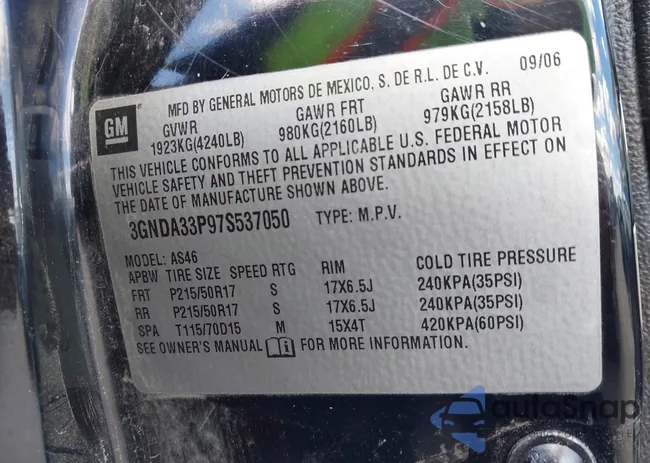 MFD BY GENERAL MOTORS DE MEXICO, S. DE R.L. DE C.V. 09/06
GM
GVWR GAWR FRT GAWR RR
1923KG(4240LB) 980KG(2160LB) 979KG(2158LB)
THIS VEHICLE CONFORMS TO ALL APPLICABLE U.S. FEDERAL MOTOR
VEHICLE SAFETY AND THEFT PREVENTION STANDARDS IN EFFECT ON
THE DATE OF MANUFACTURE SHOWN ABOVE.
3GNDA33P97S537050 TYPE: M.P.V.
MODEL: AS46
APBW TIRE SIZE SPEED RTG RIM COLD TIRE PRESSURE
FRT P215/50R17 S 17X6.5J 240KPA(35PSI)
RR P215/50R17 S 17X6.5J 240KPA(35PSI)
SPA T115/70D15 M 15X4T 420KPA(60PSI)
SEE OWNER'S MANUAL FOR MORE INFORMATION.
autoSnap